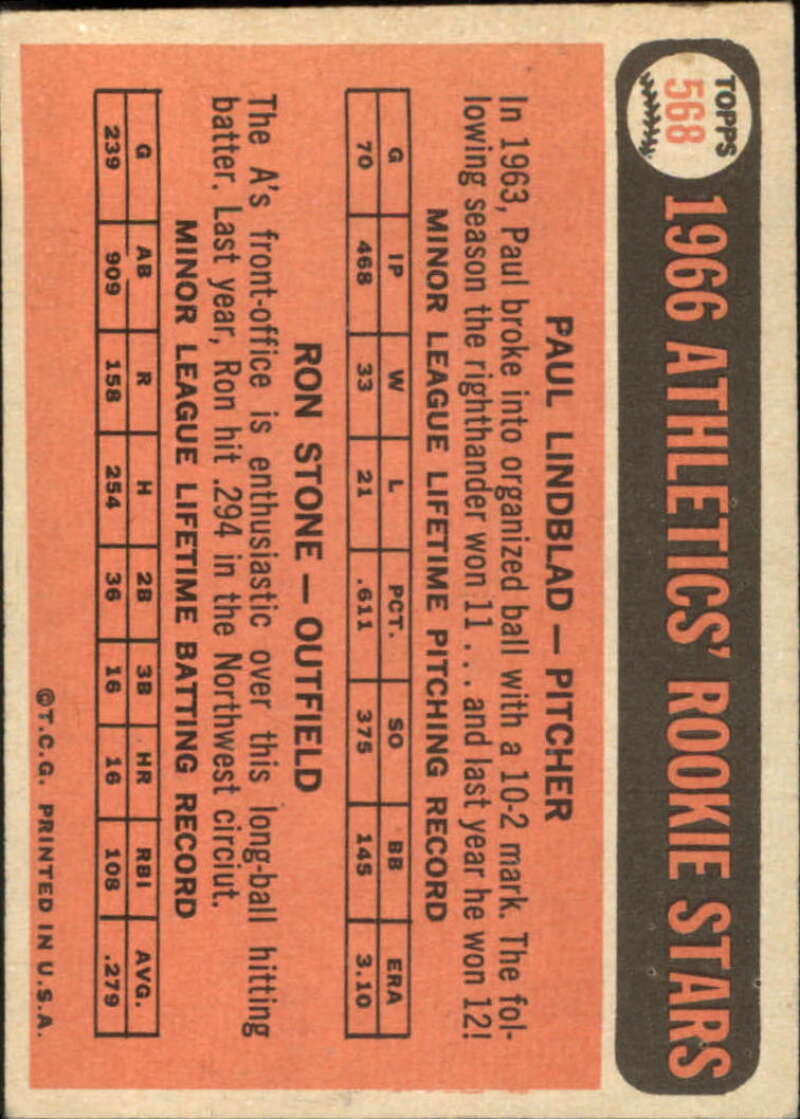 TOPPS
568
1966 ATHLETICS' ROOKIE STARS
PAUL LINDBLAD — PITCHER
In 1963, Paul broke into organized ball with a 10-2 mark. The fol-
lowing season the righthander won 11 . . . and last year he won 12!
MINOR LEAGUE LIFETIME PITCHING RECORD
G IP W L PCT. SO BB ERA
70 468 33 21 .611 375 145 3.10
RON STONE — OUTFIELD
The A's front-office is enthusiastic over this long-ball hitting
batter. Last year, Ron hit .294 in the Northwest circiut.
MINOR LEAGUE LIFETIME BATTING RECORD
G AB R H 2B 3B HR RBI AVG.
239 909 158 254 36 16 16 108 .279
©T.C.G. PRINTED IN U.S.A.